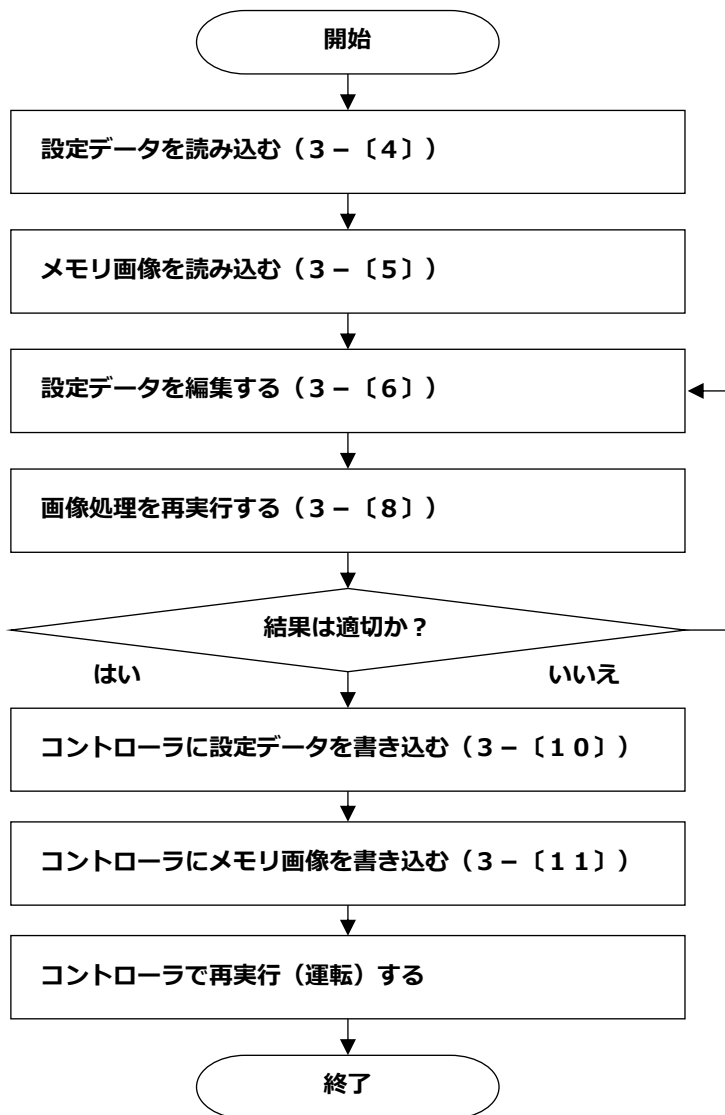 開始
設定データを読み込む（３－〔４〕）
メモリ画像を読み込む（３－〔５〕）
設定データを編集する（３－〔６〕）
画像処理を再実行する（３－〔８〕）
結果は適切か？
はい
いいえ
コントローラに設定データを書き込む（３－〔１０〕）
コントローラにメモリ画像を書き込む（３－〔１１〕）
コントローラで再実行（運転）する
終了